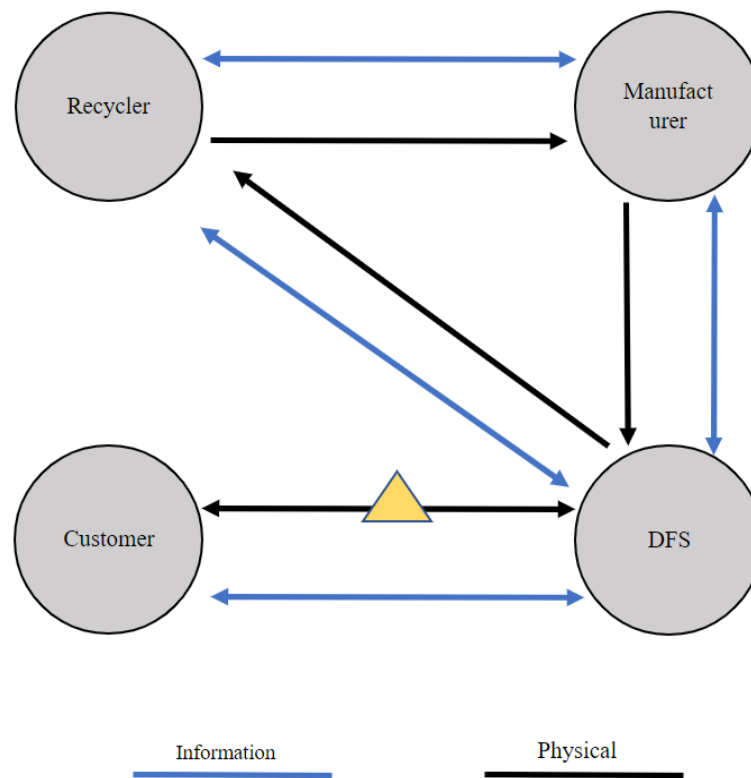 Recycler
Manufact
urer
Customer
DFS
Information
Physical